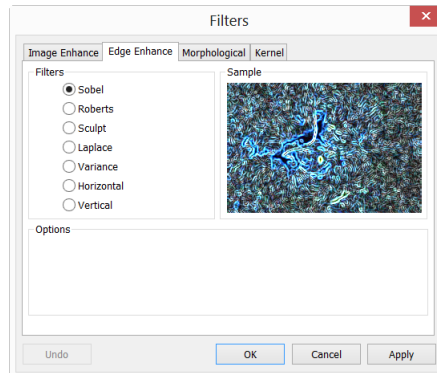 Filters
Image Enhance Edge Enhance Morphological Kernel
Filters
Sobel
Roberts
Sculpt
Laplace
Variance
Horizontal
Vertical
Sample
Options
Undo OK Cancel Apply